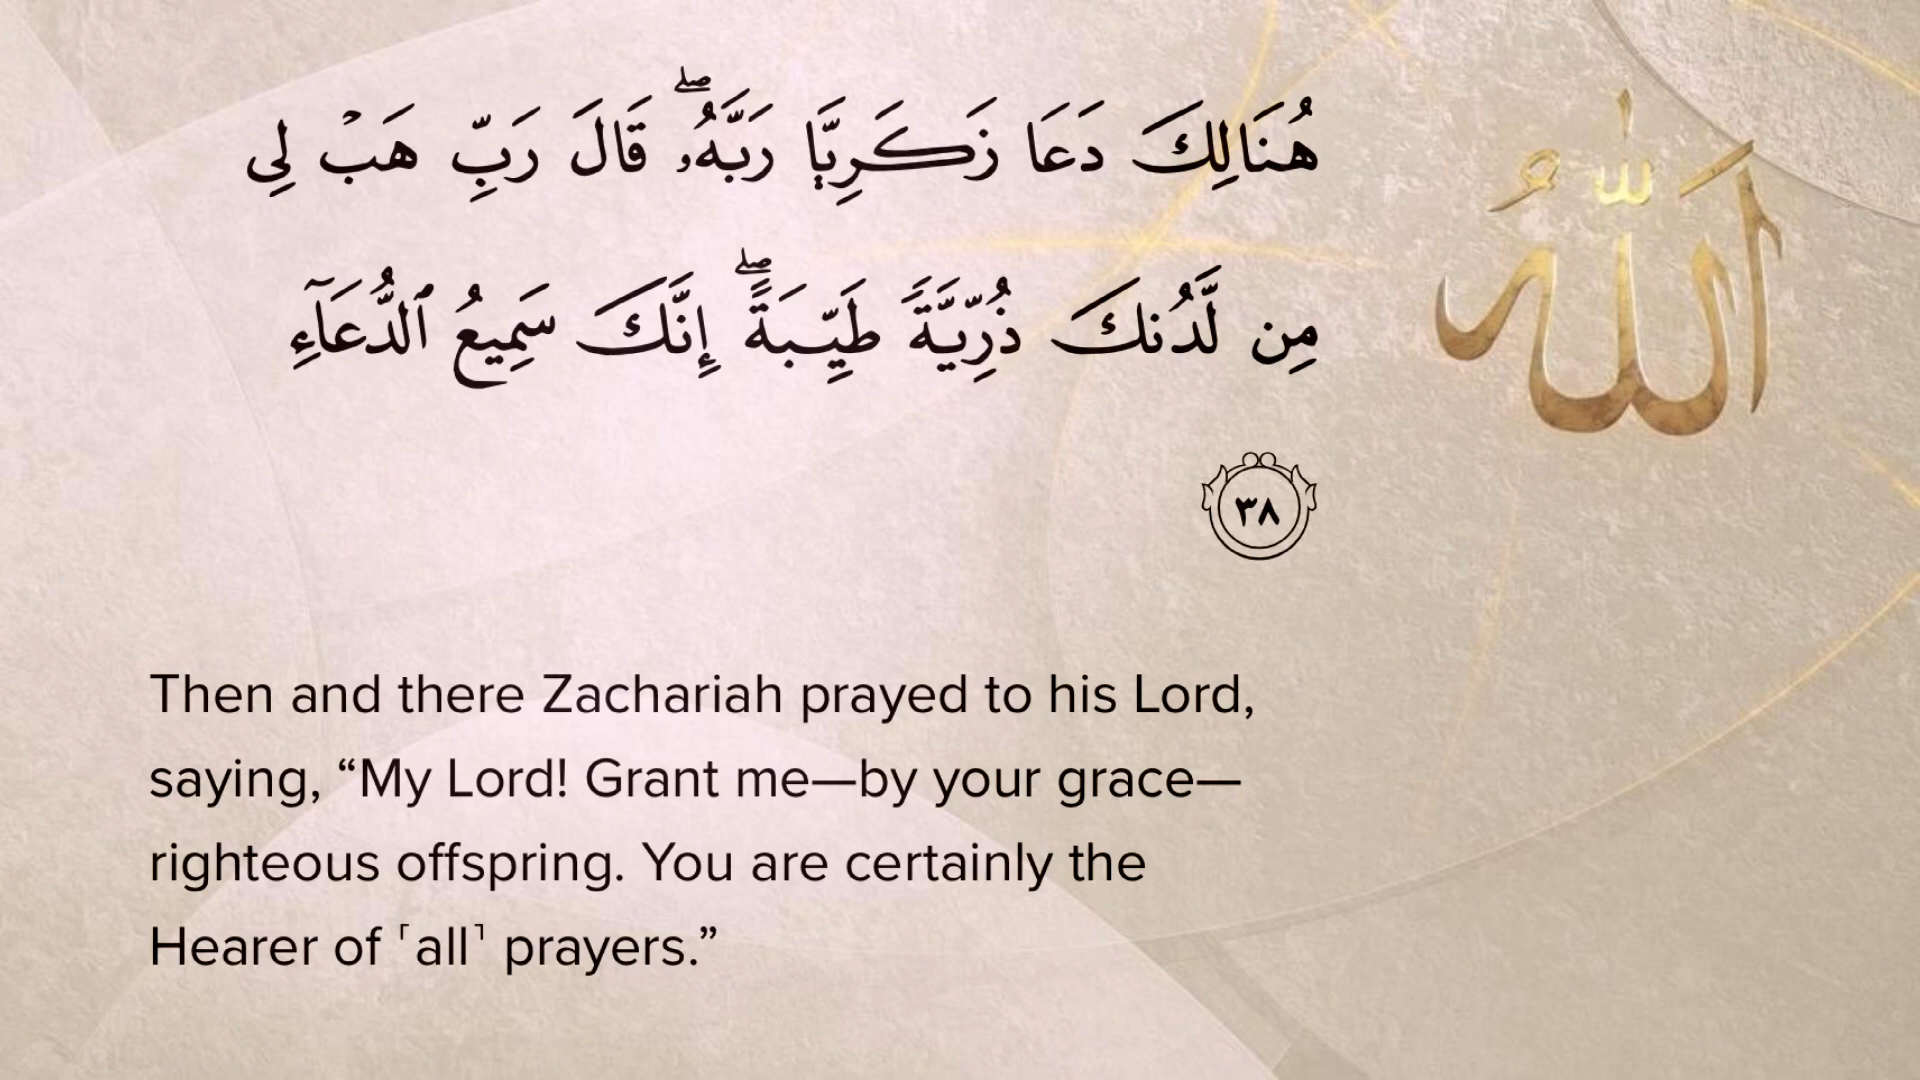 هُنَالِكَ دَعَا زَكَرِيَّا رَبَّهُۥۖ قَالَ رَبِّ هَبۡ لِي
مِن لَّدُنكَ ذُرِّيَّةٗ طَيِّبَةًۖ إِنَّكَ سَمِيعُ ٱلدُّعَآءِ
٣٨
ٱللَّهُ
Then and there Zachariah prayed to his Lord,
saying, “My Lord! Grant me—by your grace—
righteous offspring. You are certainly the
Hearer of ˹all˺ prayers.”